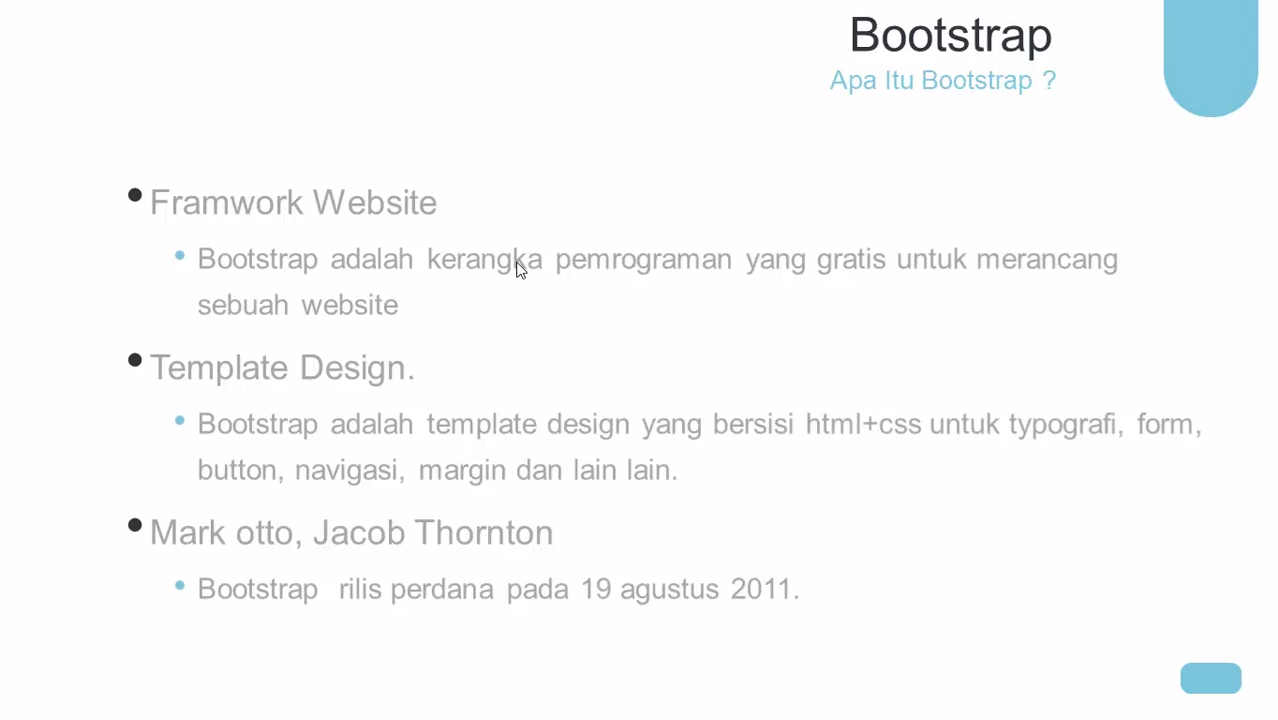 Bootstrap
Apa Itu Bootstrap ?
• Framwork Website
• Bootstrap adalah kerangka pemrograman yang gratis untuk merancang
sebuah website
• Template Design.
• Bootstrap adalah template design yang bersisi html+css untuk typografi, form,
button, navigasi, margin dan lain lain.
• Mark otto, Jacob Thornton
• Bootstrap rilis perdana pada 19 agustus 2011.